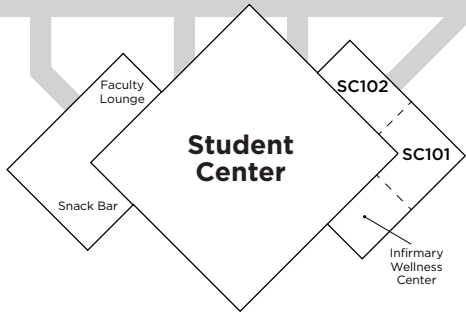 Faculty
Lounge
SC102
Student
Center
SC101
Snack Bar
Infirmary
Wellness
Center